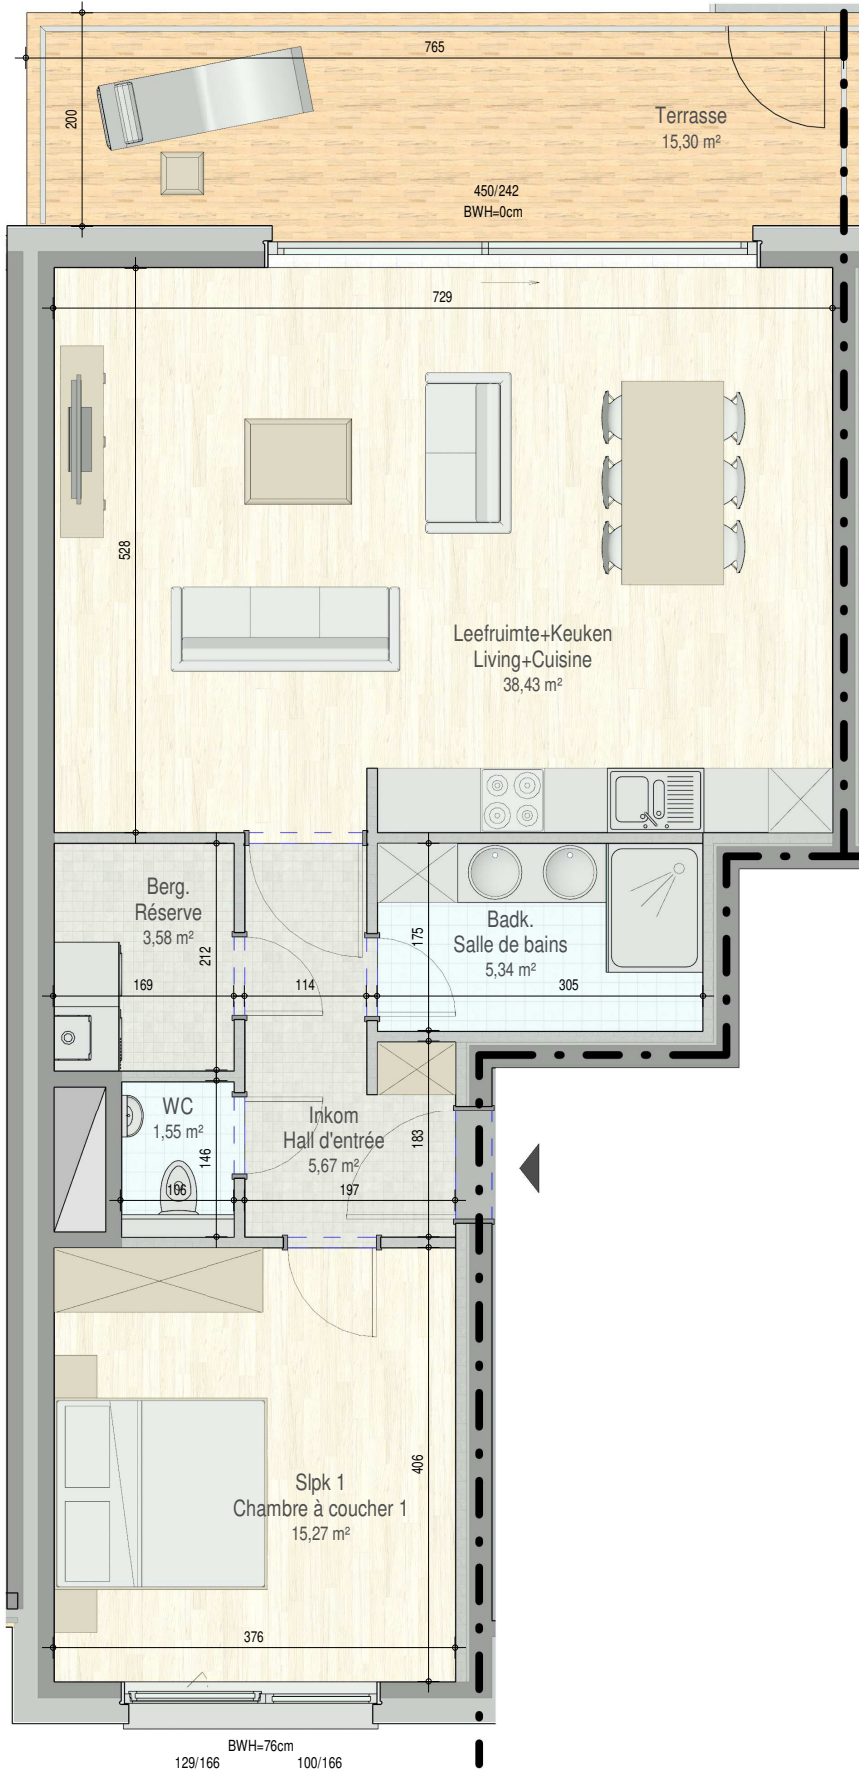 765
200
Terrasse
15,30 m²
450/242
BWH=0cm
729
528
Leefruimte+Keuken
Living+Cuisine
38,43 m²
Berg.
Réserve
3,58 m²
212
169
114
175
Badk.
Salle de bains
5,34 m²
305
WC
1,55 m²
146
106
Inkom
Hall d'entrée
5,67 m²
183
197
406
Slpk 1
Chambre à coucher 1
15,27 m²
376
BWH=76cm
129/166
100/166